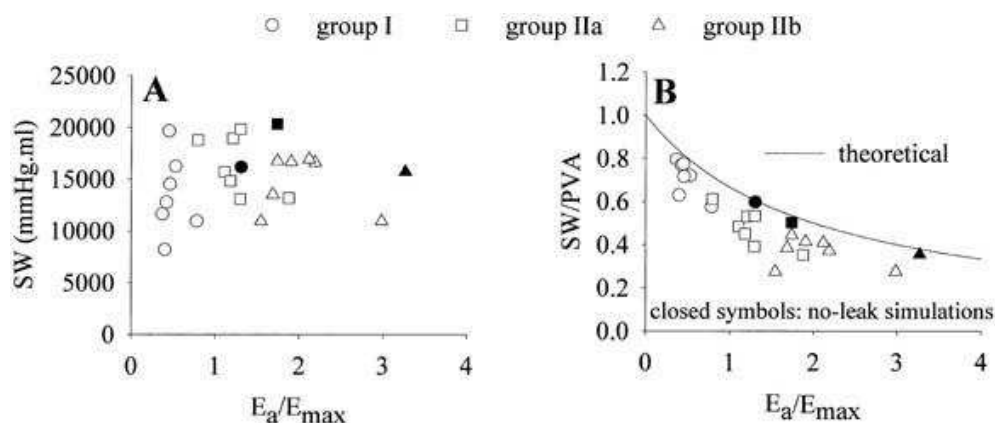 ○ group I □ group IIa △ group IIb
A
25000
20000
15000
10000
5000
0
SW (mmHg.ml)
0 1 2 3 4
Ea/Emax
B
1.2
1.0
0.8
0.6
0.4
0.2
0.0
SW/PVA
theoretical
closed symbols: no-leak simulations
0 1 2 3 4
Ea/Emax